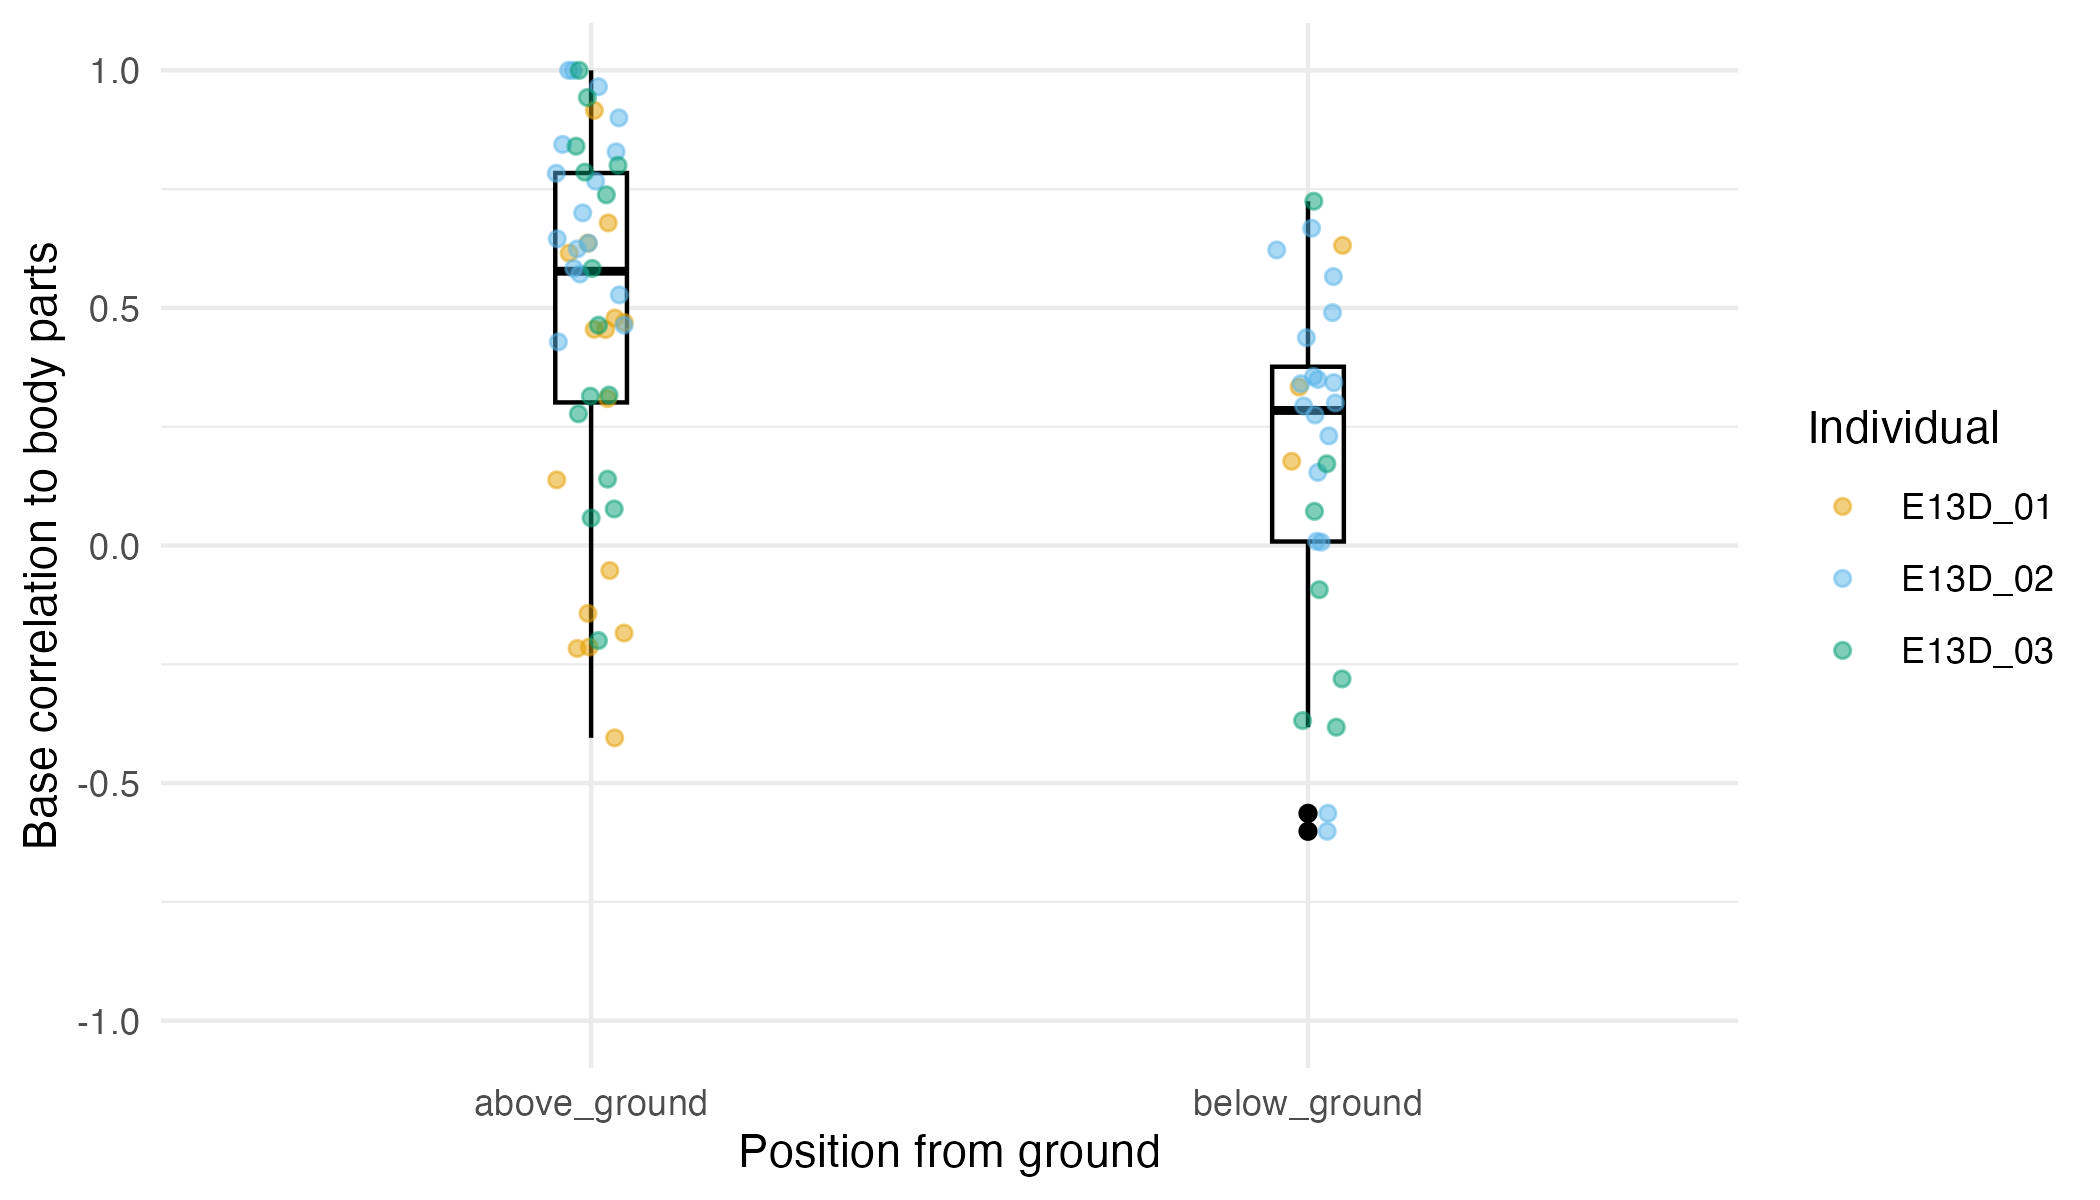 Base correlation to body parts
1.0
0.5
0.0
-0.5
-1.0
above_ground
below_ground
Position from ground
Individual
E13D_01
E13D_02
E13D_03